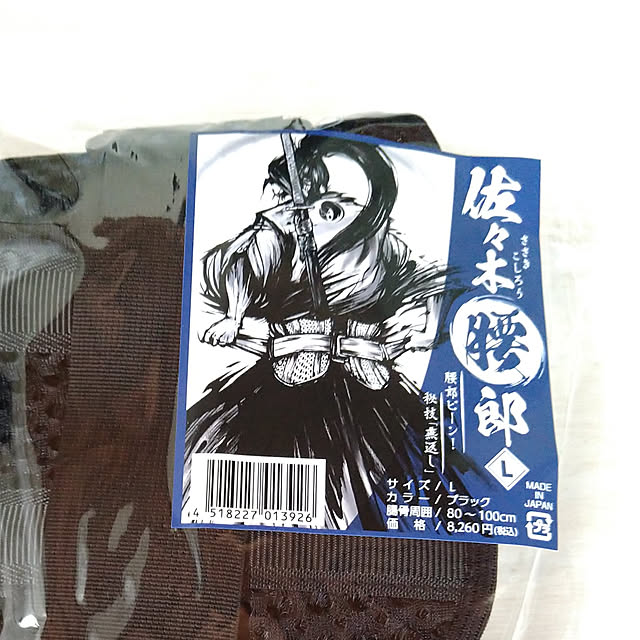 佐々木腰郎
ささき
こしろう
腰郎ビーン!
秘技「燕返し」
L
サイズ / L
カラー / ブラック
腸骨周囲 / 80～100cm
価 格 / 8,260円(税込)
MADE
IN
JAPAN
4 518227 013926